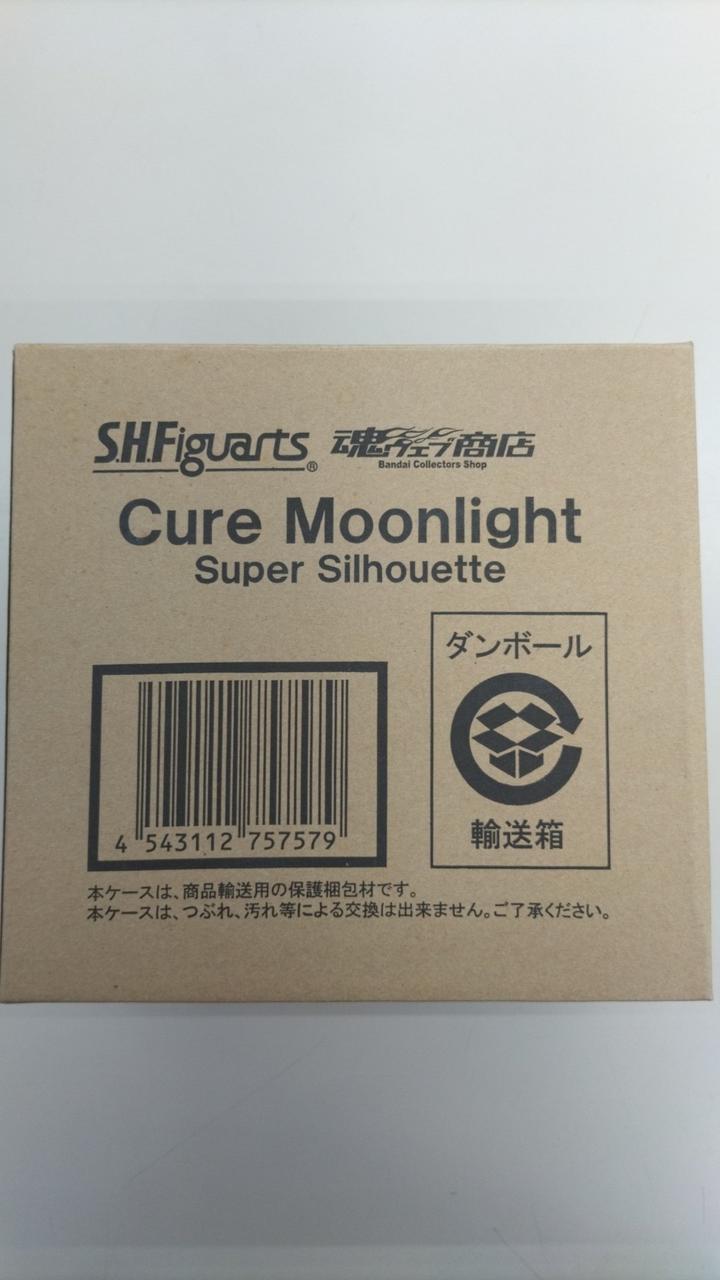 S.H.Figuarts® 魂ウェブ商店
Bandai Collectors Shop
Cure Moonlight
Super Silhouette
ダンボール
輸送箱
4 543112 757579
本ケースは、商品輸送用の保護梱包材です。
本ケースは、つぶれ、汚れ等による交換は出来ません。ご了承ください。